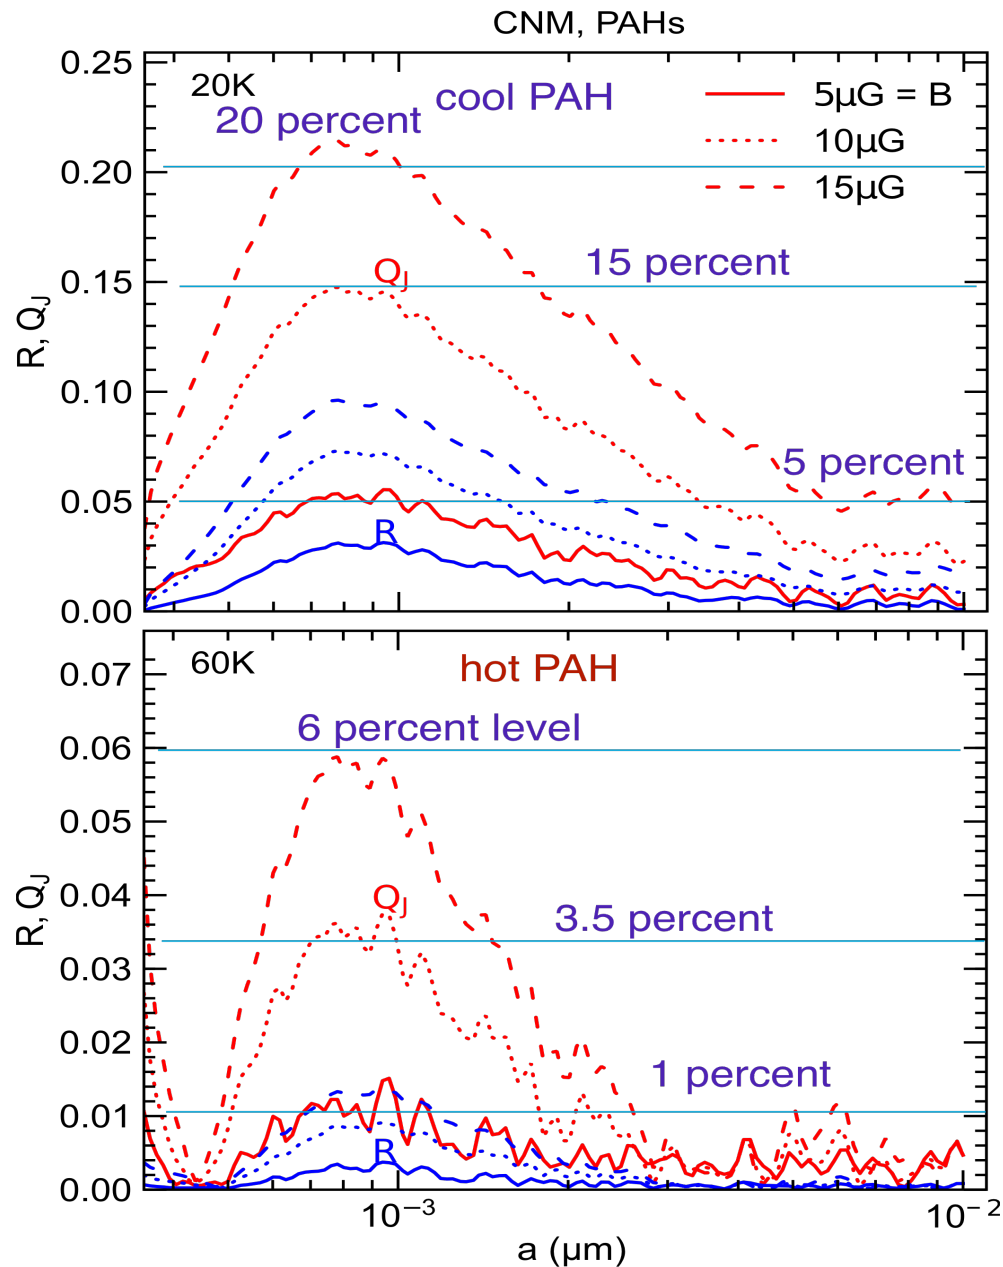 CNM, PAHs
0.25
20K
cool PAH
5µG = B
20 percent
10µG
0.20
15µG
15 percent
Q_J
0.15
R, Q_J
0.10
5 percent
0.05
R
0.00
60K
hot PAH
0.07
6 percent level
0.06
0.05
0.04
Q_J
3.5 percent
R, Q_J
0.03
0.02
1 percent
0.01
R
0.00
10⁻³
10⁻²
a (µm)